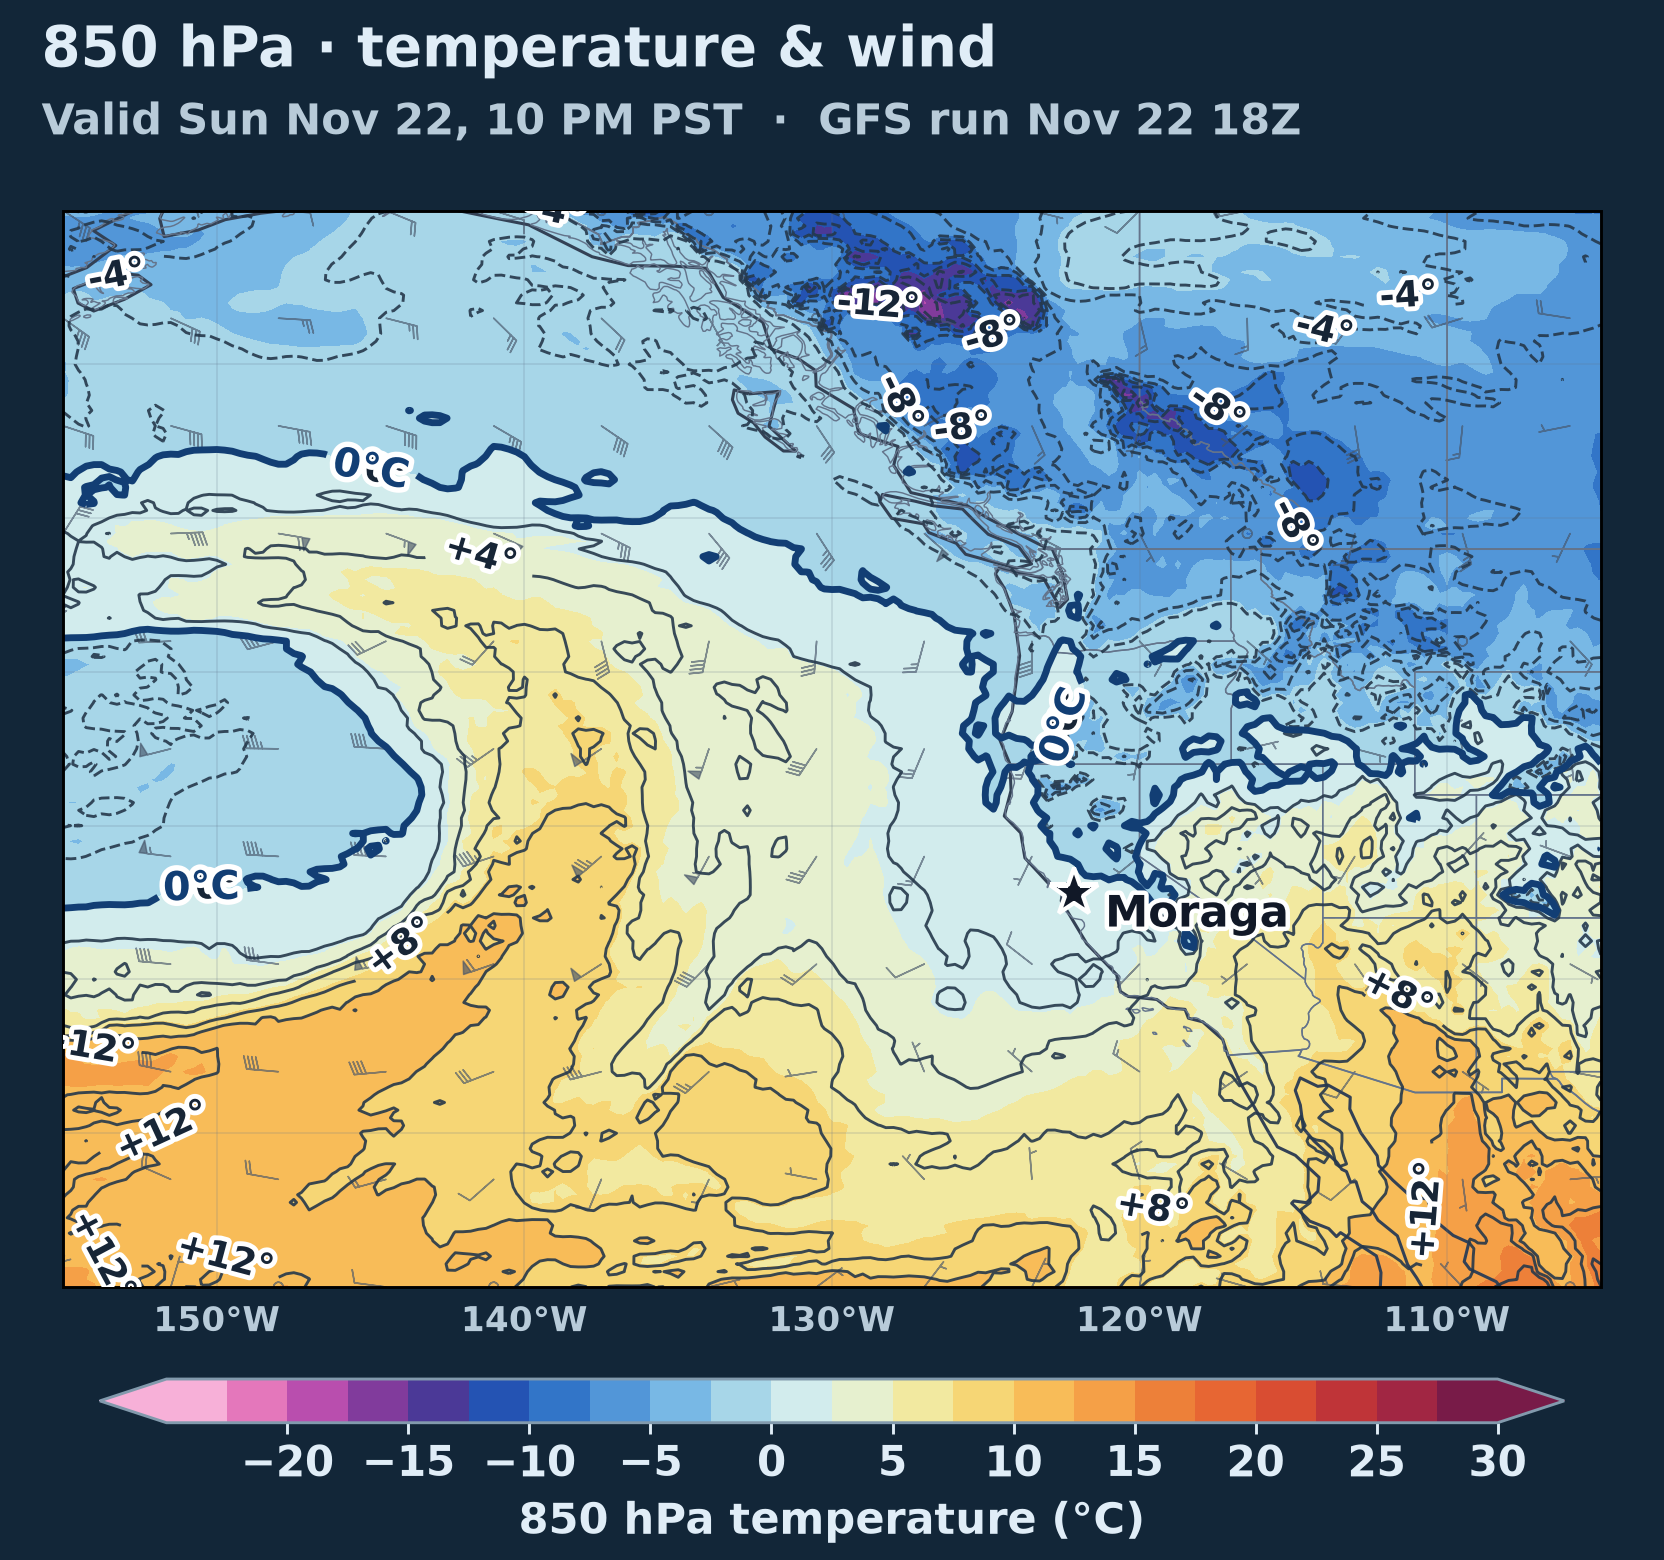 850 hPa · temperature & wind
Valid Sun Nov 22, 10 PM PST · GFS run Nov 22 18Z
-4°
-4°
-12°
-8°
-4°
-4°
-8°
-8°
-8°
0°C
-8°
+4°
0°C
0°C
Moraga
+8°
+8°
12°
+12°
+12°
+8°
+12°
+12°
150°W 140°W 130°W 120°W 110°W
−20 −15 −10 −5 0 5 10 15 20 25 30
850 hPa temperature (°C)